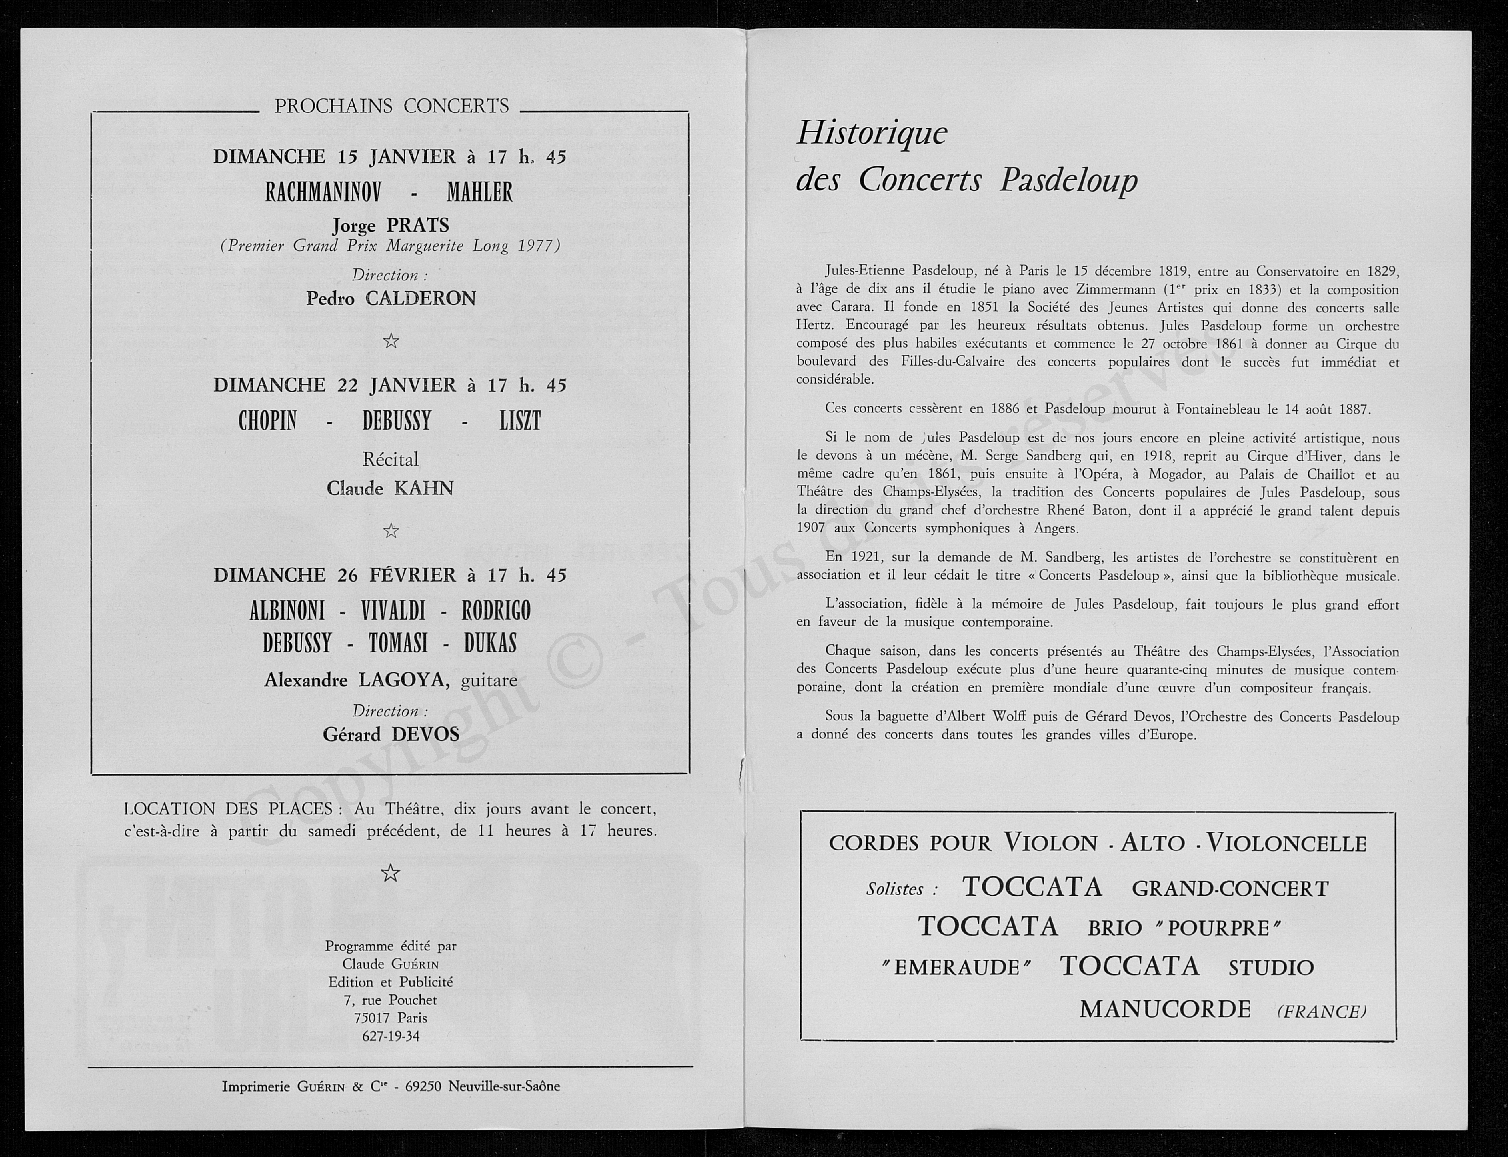 PROCHAINS CONCERTS
DIMANCHE 15 JANVIER à 17 h. 45
RACHMANINOV - MAHLER
Jorge PRATS
(Premier Grand Prix Marguerite Long 1977)
Direction :
Pedro CALDERON
☆
DIMANCHE 22 JANVIER à 17 h. 45
CHOPIN - DEBUSSY - LISZT
Récital
Claude KAHN
☆
DIMANCHE 26 FÉVRIER à 17 h. 45
ALBINONI - VIVALDI - RODRIGO
DEBUSSY - TOMASI - DUKAS
Alexandre LAGOYA, guitare
Direction :
Gérard DEVOS
LOCATION DES PLACES : Au Théâtre, dix jours avant le concert,
c'est-à-dire à partir du samedi précédent, de 11 heures à 17 heures.
☆
Programme édité par
Claude GUÉRIN
Edition et Publicité
7, rue Pouchet
75017 Paris
627-19-34
Imprimerie GUÉRIN & Cie - 69250 Neuville-sur-Saône
Historique
des Concerts Pasdeloup
Jules-Etienne Pasdeloup, né à Paris le 15 décembre 1819, entre au Conservatoire en 1829,
à l'âge de dix ans il étudie le piano avec Zimmermann (1er prix en 1833) et la composition
avec Carara. Il fonde en 1851 la Société des Jeunes Artistes qui donne des concerts salle
Hertz. Encouragé par les heureux résultats obtenus. Jules Pasdeloup forme un orchestre
composé des plus habiles exécutants et commence le 27 octobre 1861 à donner au Cirque du
boulevard des Filles-du-Calvaire des concerts populaires dont le succès fut immédiat et
considérable.
Ces concerts cessèrent en 1886 et Pasdeloup mourut à Fontainebleau le 14 août 1887.
Si le nom de Jules Pasdeloup est de nos jours encore en pleine activité artistique, nous
le devons à un mécène, M. Serge Sandberg qui, en 1918, reprit au Cirque d'Hiver, dans le
même cadre qu'en 1861, puis ensuite à l'Opéra, à Mogador, au Palais de Chaillot et au
Théâtre des Champs-Elysées, la tradition des Concerts populaires de Jules Pasdeloup, sous
la direction du grand chef d'orchestre Rhené Baton, dont il a apprécié le grand talent depuis
1907 aux Concerts symphoniques à Angers.
En 1921, sur la demande de M. Sandberg, les artistes de l'orchestre se constituèrent en
association et il leur cédait le titre « Concerts Pasdeloup », ainsi que la bibliothèque musicale.
L'association, fidèle à la mémoire de Jules Pasdeloup, fait toujours le plus grand effort
en faveur de la musique contemporaine.
Chaque saison, dans les concerts présentés au Théâtre des Champs-Elysées, l'Association
des Concerts Pasdeloup exécute plus d'une heure quarante-cinq minutes de musique contem-
poraine, dont la création en première mondiale d'une œuvre d'un compositeur français.
Sous la baguette d'Albert Wolff puis de Gérard Devos, l'Orchestre des Concerts Pasdeloup
a donné des concerts dans toutes les grandes villes d'Europe.
CORDES POUR VIOLON - ALTO - VIOLONCELLE
Solistes : TOCCATA GRAND-CONCERT
TOCCATA BRIO "POURPRE"
"EMERAUDE" TOCCATA STUDIO
MANUCORDE (FRANCE)
Copyright © - Tous droits réservés